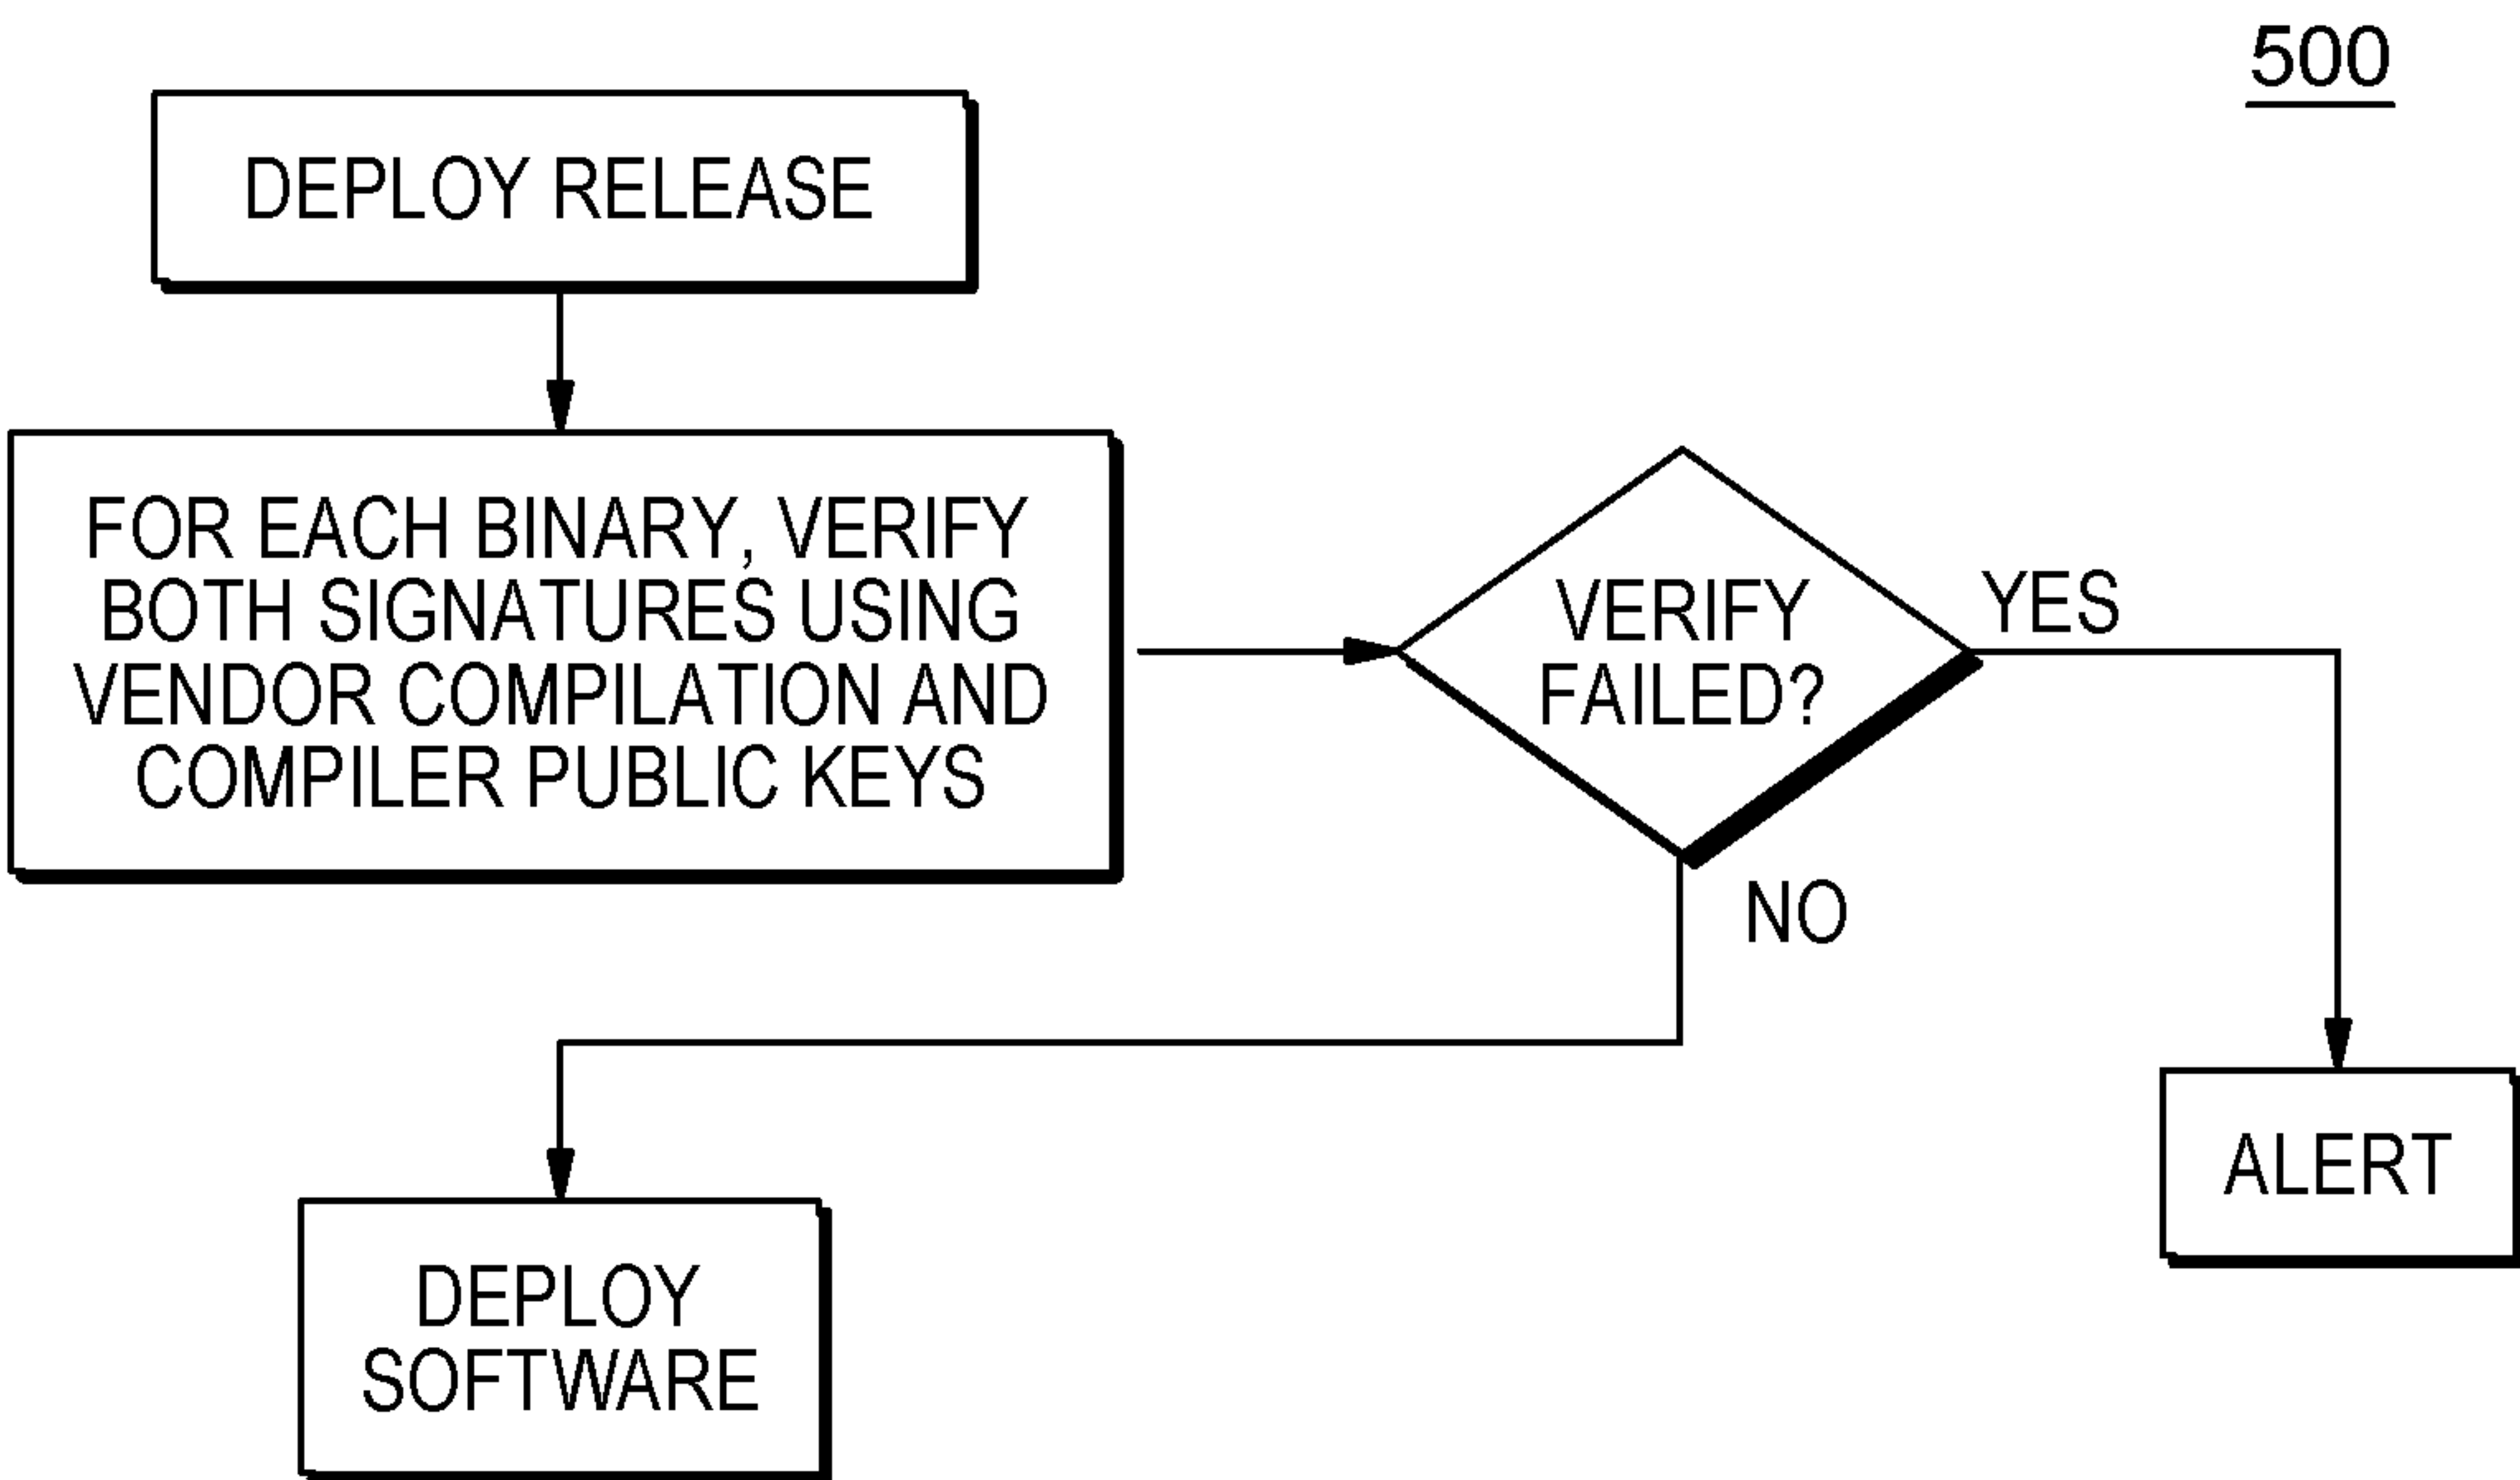 500
DEPLOY RELEASE
FOR EACH BINARY, VERIFY
BOTH SIGNATURES USING
VENDOR COMPILATION AND
COMPILER PUBLIC KEYS
VERIFY
FAILED?
YES
NO
DEPLOY
SOFTWARE
ALERT